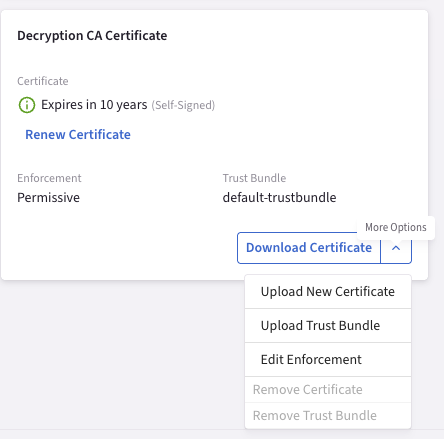 Decryption CA Certificate
Certificate
Expires in 10 years (Self-Signed)
Renew Certificate
Enforcement
Trust Bundle
Permissive
default-trustbundle
More Options
Download Certificate
Upload New Certificate
Upload Trust Bundle
Edit Enforcement
Remove Certificate
Remove Trust Bundle